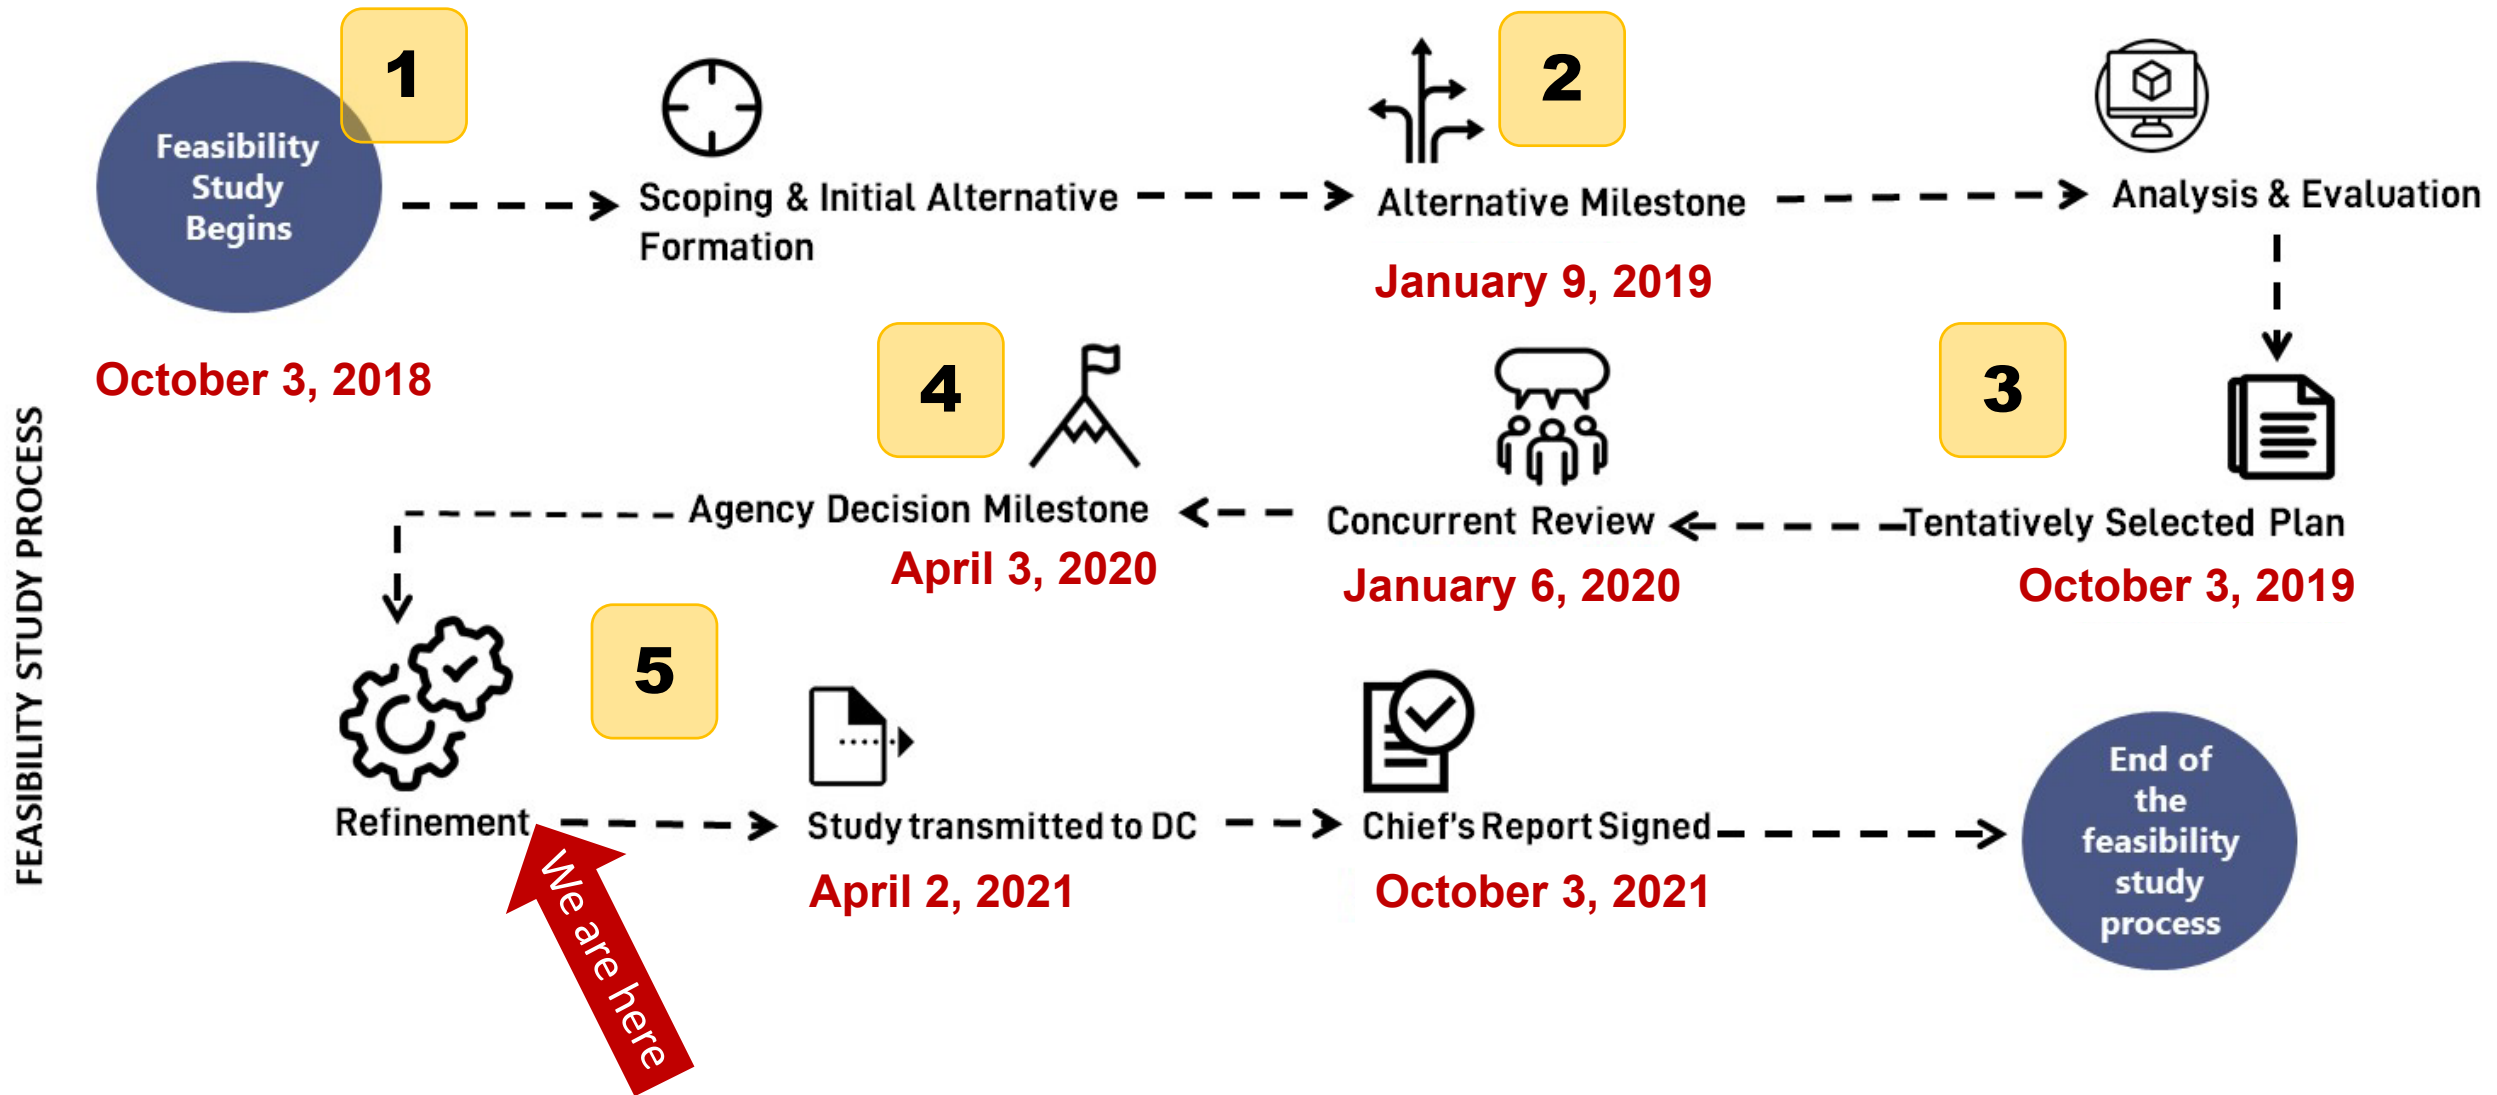 FEASIBILITY STUDY PROCESS
1
Feasibility
Study
Begins
October 3, 2018
Scoping & Initial Alternative
Formation
2
Alternative Milestone
January 9, 2019
Analysis & Evaluation
3
Tentatively Selected Plan
October 3, 2019
Concurrent Review
January 6, 2020
4
Agency Decision Milestone
April 3, 2020
5
Refinement
We are here
Study transmitted to DC
April 2, 2021
Chief's Report Signed
October 3, 2021
End of
the
feasibility
study
process